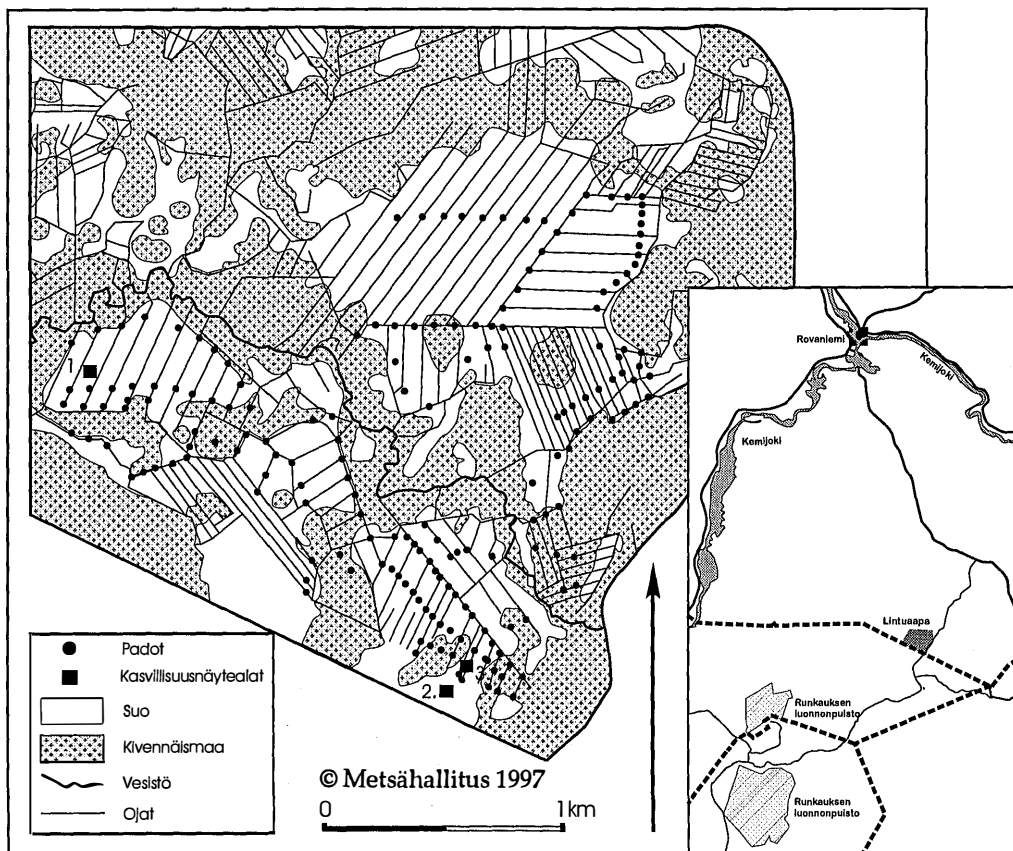 1.
2.
3.
Padot
Kasvillisuusnäytealat
Suo
Kivennäismaa
Vesistö
Ojat
© Metsähallitus 1997
0 1 km
Rovaniemi
Kemijoki
Kemijoki
Lintuaapa
Runkauksen
luonnonpuisto
Runkauksen
luonnonpuisto